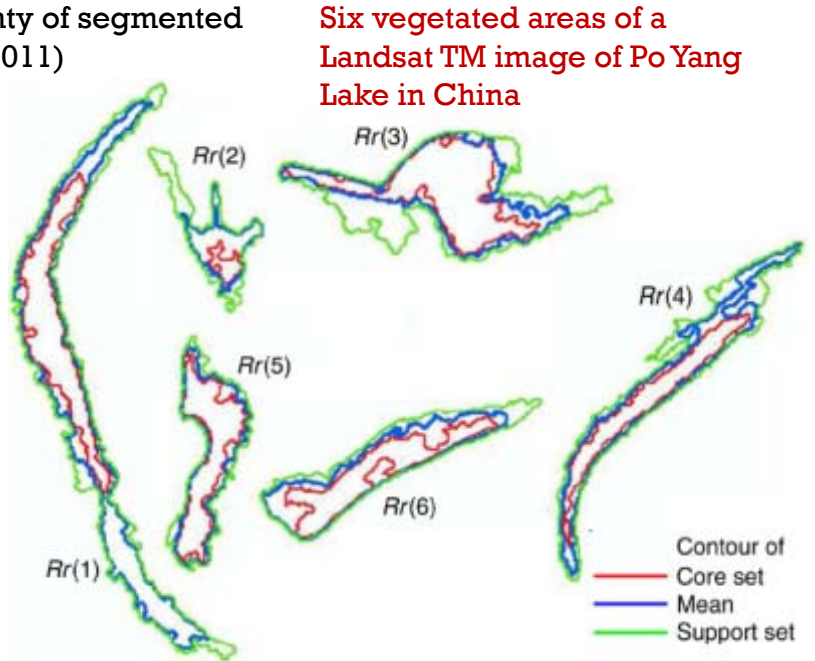 nty of segmented
011)
Six vegetated areas of a
Landsat TM image of Po Yang
Lake in China
Rr(1)
Rr(2)
Rr(3)
Rr(4)
Rr(5)
Rr(6)
Contour of
Core set
Mean
Support set